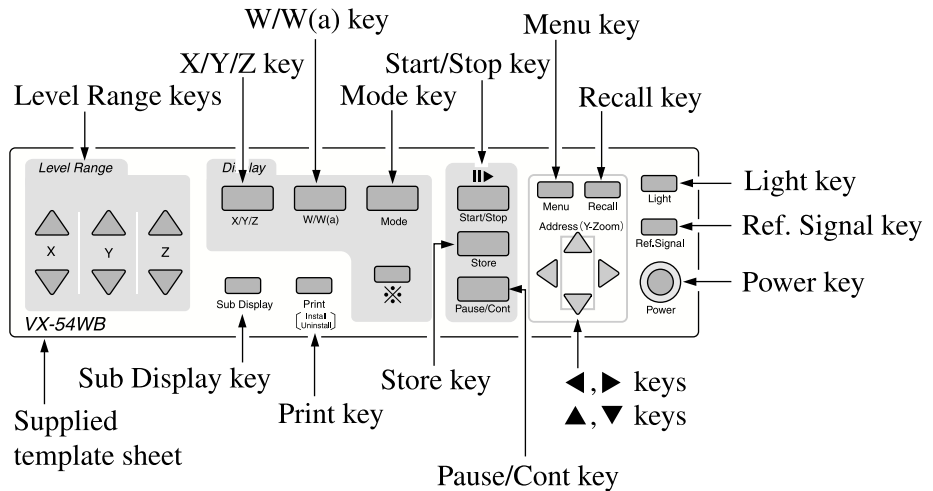 W/W(a) key
Menu key
X/Y/Z key
Start/Stop key
Level Range keys
Mode key
Recall key
Level Range
Display
X/Y/Z
W/W(a)
Mode
Start/Stop
Menu
Recall
Light
Light key
X
Y
Z
Store
Address (Y-Zoom)
Ref.Signal
Ref. Signal key
Sub Display
Print
Install
Uninstall
※
Pause/Cont
Power
Power key
VX-54WB
Sub Display key
Print key
Store key
◀,▶ keys
▲,▼ keys
Supplied
template sheet
Pause/Cont key